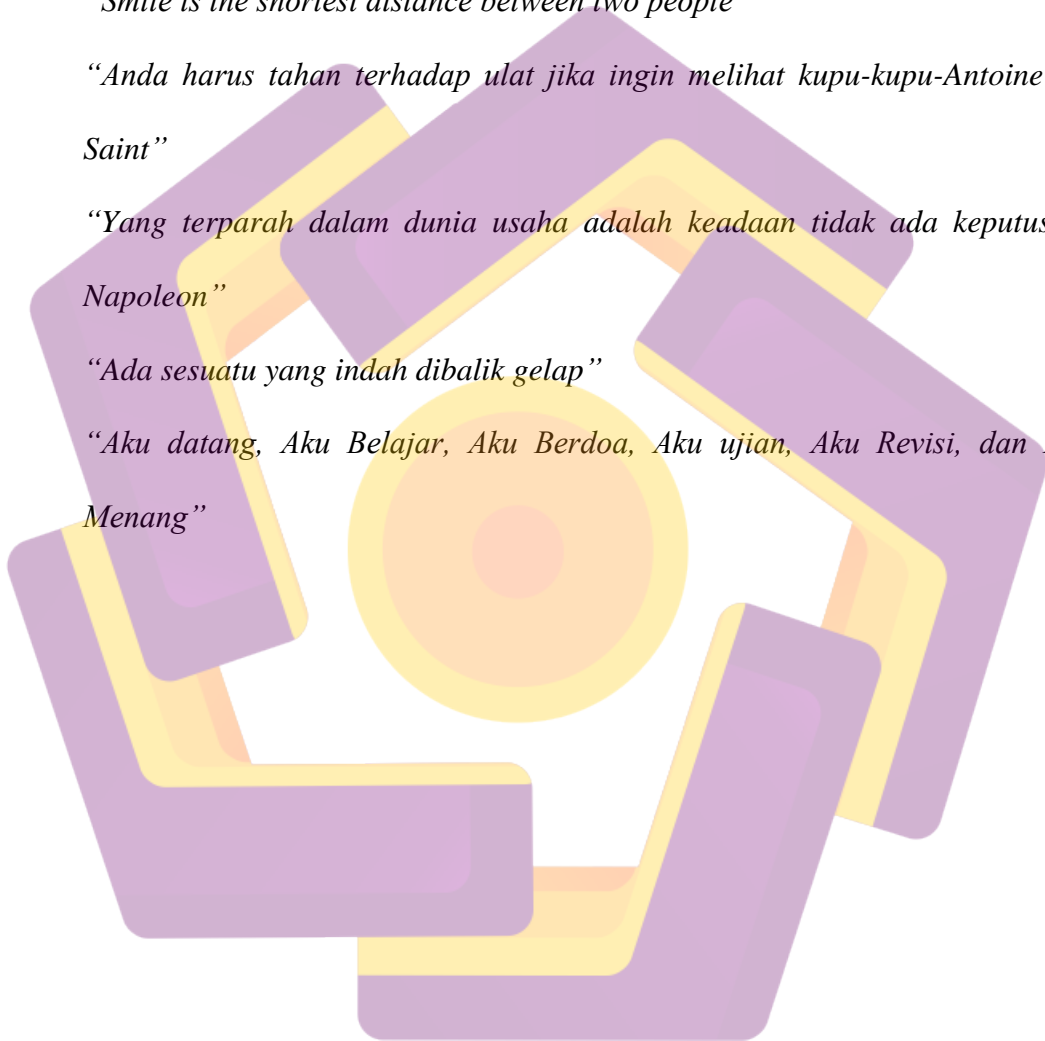 “Smile is the shortest distance between two people
“Anda harus tahan terhadap ulat jika ingin melihat kupu-kupu-Antoine
Saint”
“Yang terparah dalam dunia usaha adalah keadaan tidak ada
Napoleon”
“Ada sesuatu yang indah dibalik gelap”
“Aku datang, Aku Belajar, Aku Berdoa, Aku ujian, Aku Revisi, dan
Menang”